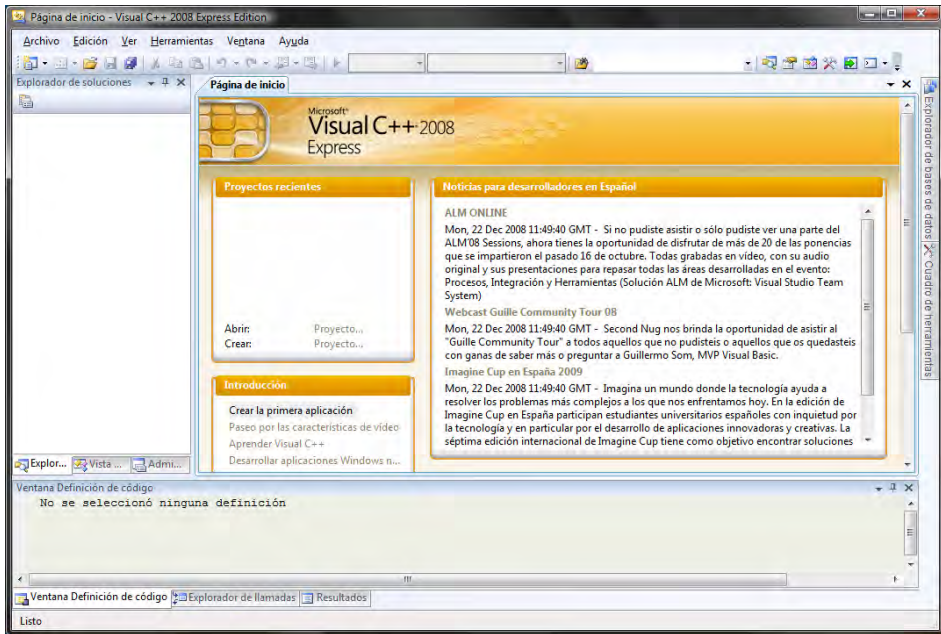 Página de inicio - Visual C++ 2008 Express Edition
Archivo Edición Ver Herramientas Ventana Ayuda
Explorador de soluciones
Página de inicio
Microsoft®
Visual C++ 2008
Express
Proyectos recientes
Abrir: Proyecto...
Crear: Proyecto...
Introducción
Crear la primera aplicación
Paseo por las características de vídeo
Aprender Visual C++
Desarrollar aplicaciones Windows n...
Noticias para desarrolladores en Español
ALM ONLINE
Mon, 22 Dec 2008 11:49:40 GMT - Si no pudiste asistir o sólo pudiste ver una parte del
ALM'08 Sessions, ahora tienes la oportunidad de disfrutar de más de 20 de las ponencias
que se impartieron el pasado 16 de octubre. Todas grabadas en vídeo, con su audio
original y sus presentaciones para repasar todas las áreas desarrolladas en el evento:
Procesos, Integración y Herramientas (Solución ALM de Microsoft: Visual Studio Team
System)
Webcast Guille Community Tour 08
Mon, 22 Dec 2008 11:49:40 GMT - Second Nug nos brinda la oportunidad de asistir al
"Guille Community Tour" a todos aquellos que no pudisteis o aquellos que os quedasteis
con ganas de saber más o preguntar a Guillermo Som, MVP Visual Basic.
Imagine Cup en España 2009
Mon, 22 Dec 2008 11:49:40 GMT - Imagina un mundo donde la tecnología ayuda a
resolver los problemas más complejos a los que nos enfrentamos hoy. En la edición de
Imagine Cup en España participan estudiantes universitarios españoles con inquietud por
la tecnología y en particular por el desarrollo de aplicaciones innovadoras y creativas. La
séptima edición internacional de Imagine Cup tiene como objetivo encontrar soluciones
Explorador de bases de datos
Cuadro de herramientas
Explor... Vista ... Admi...
Ventana Definición de código
No se seleccionó ninguna definición
Ventana Definición de código Explorador de llamadas Resultados
Listo